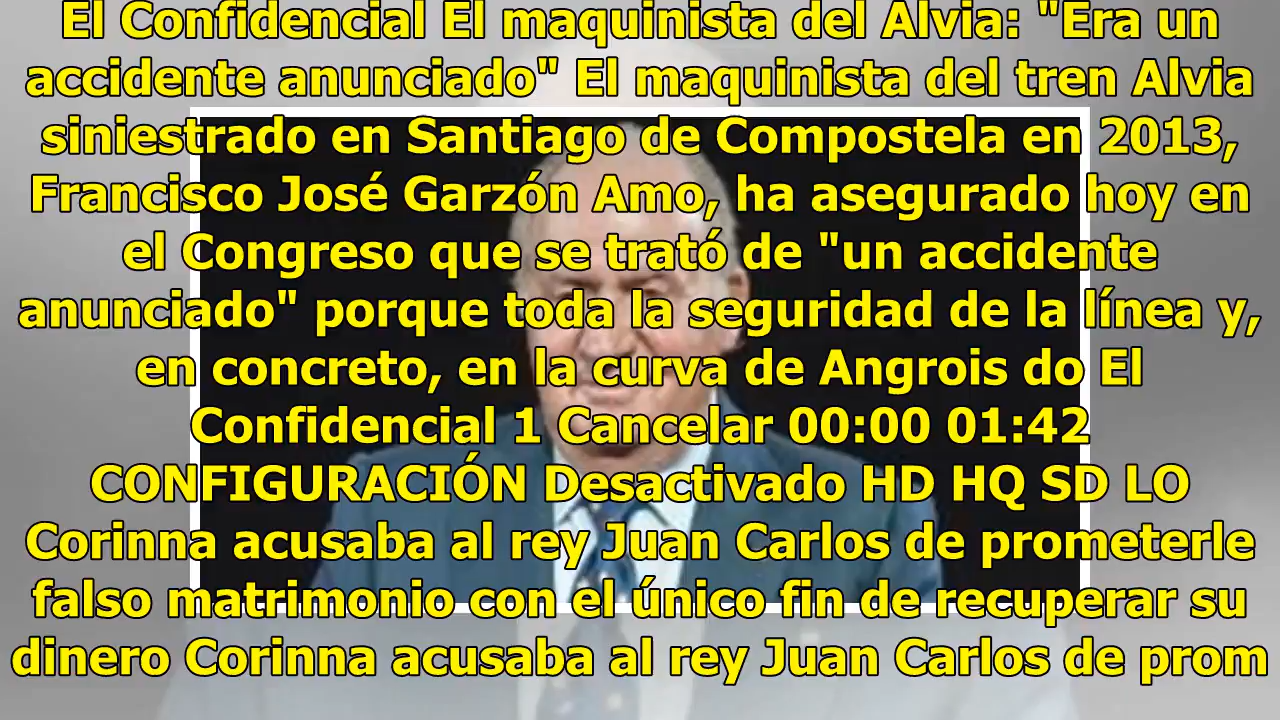 El Confidencial El maquinista del Alvia: "Era un
accidente anunciado" El maquinista del tren Alvia
siniestrado en Santiago de Compostela en 2013,
Francisco José Garzón Amo, ha asegurado hoy en
el Congreso que se trató de "un accidente
anunciado" porque toda la seguridad de la línea y,
en concreto, en la curva de Angrois do El
Confidencial 1 Cancelar 00:00 01:42
CONFIGURACIÓN Desactivado HD HQ SD LO
Corinna acusaba al rey Juan Carlos de prometerle
falso matrimonio con el único fin de recuperar su
dinero Corinna acusaba al rey Juan Carlos de prom